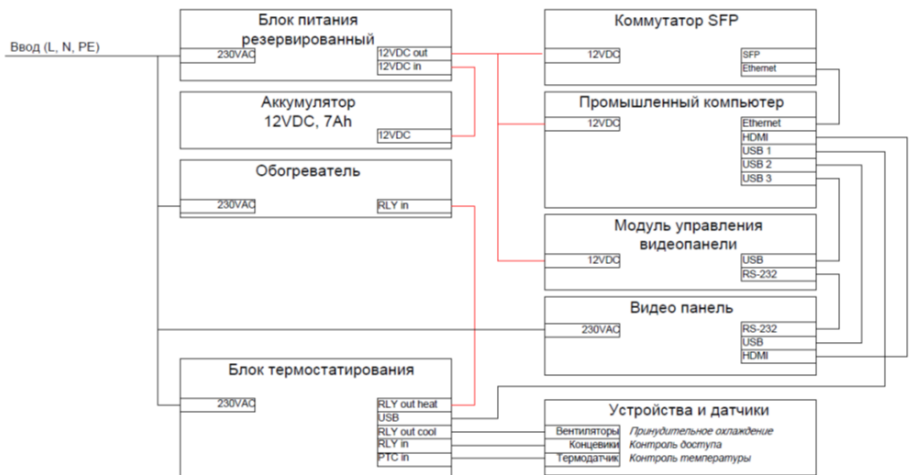 Ввод (L, N, PE)
Блок питания
резервированный
230VAC
12VDC out
12VDC in
Аккумулятор
12VDC, 7Ah
12VDC
Обогреватель
230VAC
RLY in
Блок термостатирования
230VAC
RLY out heat
USB
RLY out cool
RLY in
PTC in
Коммутатор SFP
12VDC
SFP
Ethernet
Промышленный компьютер
12VDC
Ethernet
HDMI
USB 1
USB 2
USB 3
Модуль управления
видеопанели
12VDC
USB
RS-232
Видео панель
230VAC
RS-232
USB
HDMI
Устройства и датчики
Вентиляторы Принудительное охлаждение
Концевики Контроль доступа
Термодатчик Контроль температуры